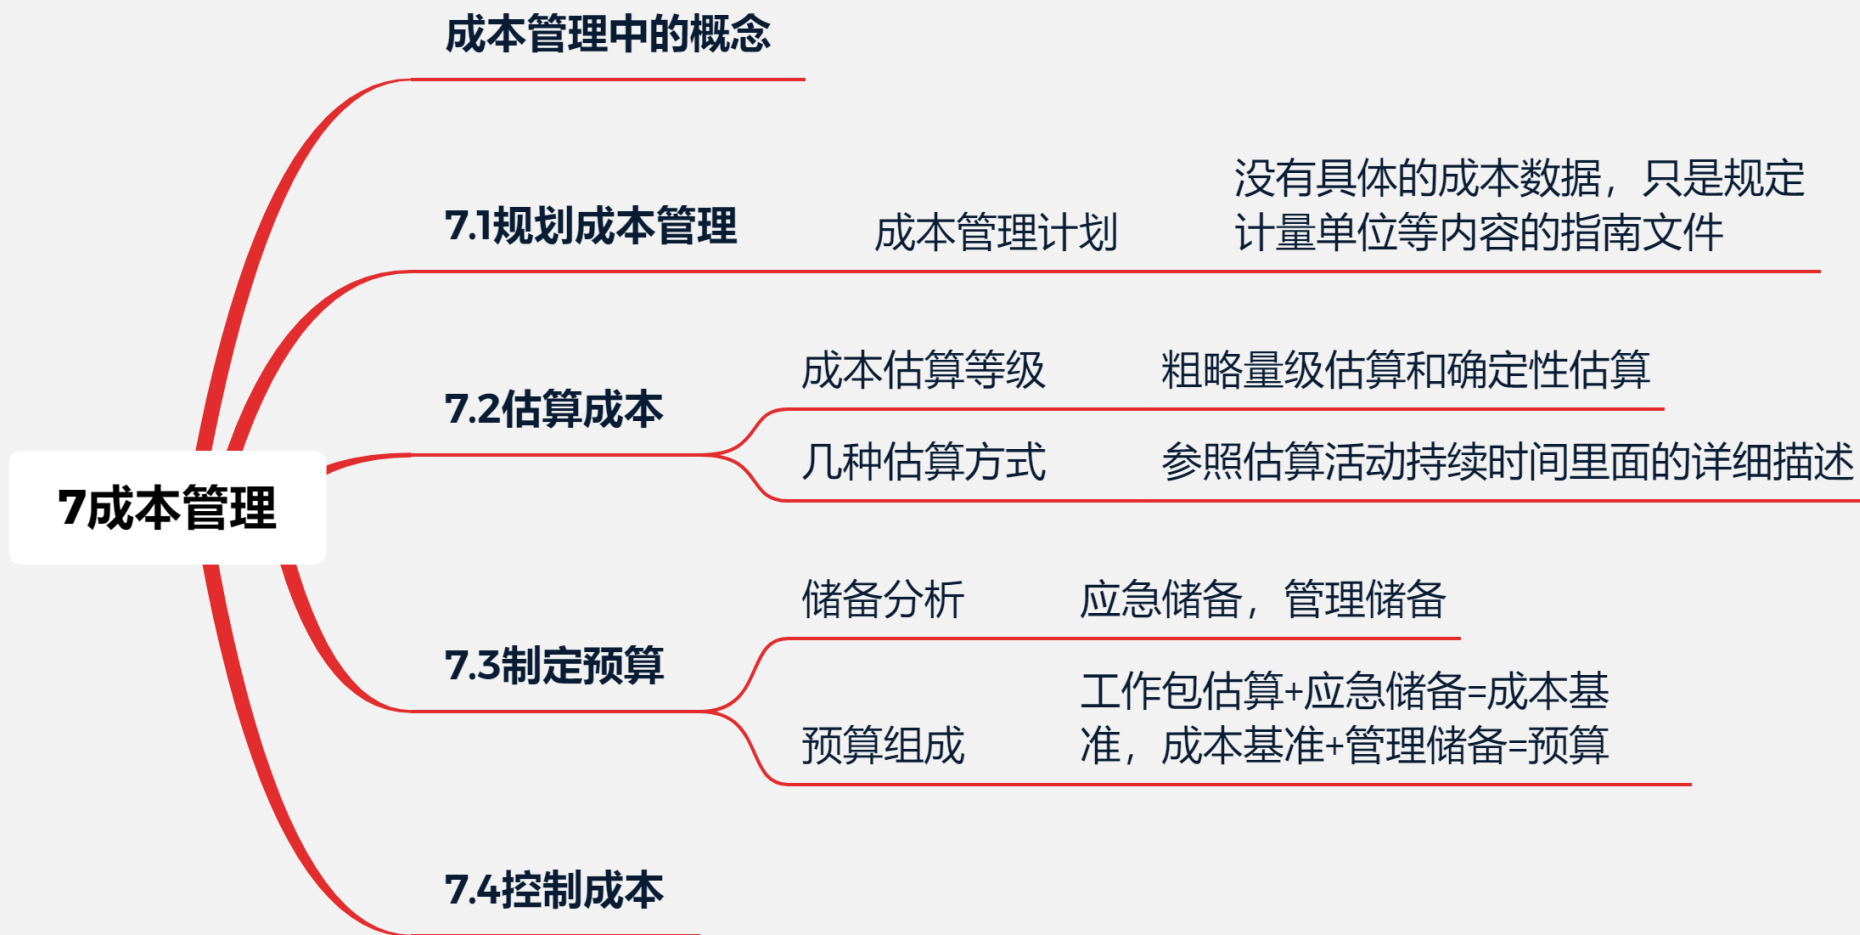 成本管理中的概念
7.1规划成本管理
成本管理计划
没有具体的成本数据，只是规定
计量单位等内容的指南文件
7.2估算成本
成本估算等级
粗略量级估算和确定性估算
几种估算方式
参照估算活动持续时间里面的详细描述
7成本管理
7.3制定预算
储备分析
应急储备，管理储备
预算组成
工作包估算+应急储备=成本基
准，成本基准+管理储备=预算
7.4控制成本